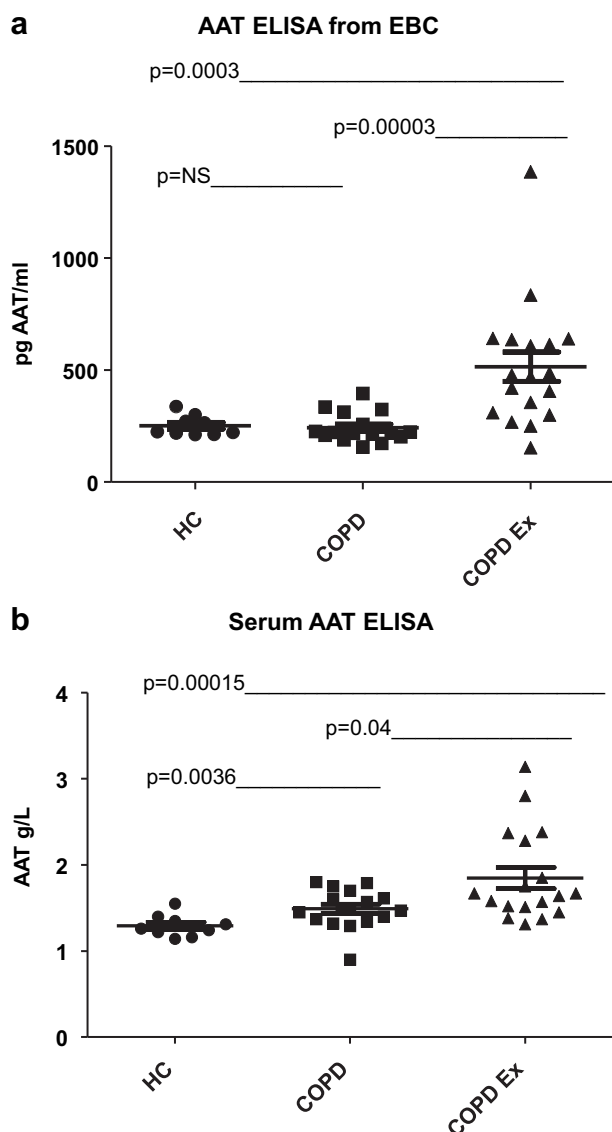 a
AAT ELISA from EBC
p=0.0003
p=0.00003
p=NS
1500
1000
500
0
pg AAT/ml
HC
COPD
COPD Ex
b
Serum AAT ELISA
p=0.00015
p=0.04
p=0.0036
4
3
2
1
0
AAT g/L
HC
COPD
COPD Ex